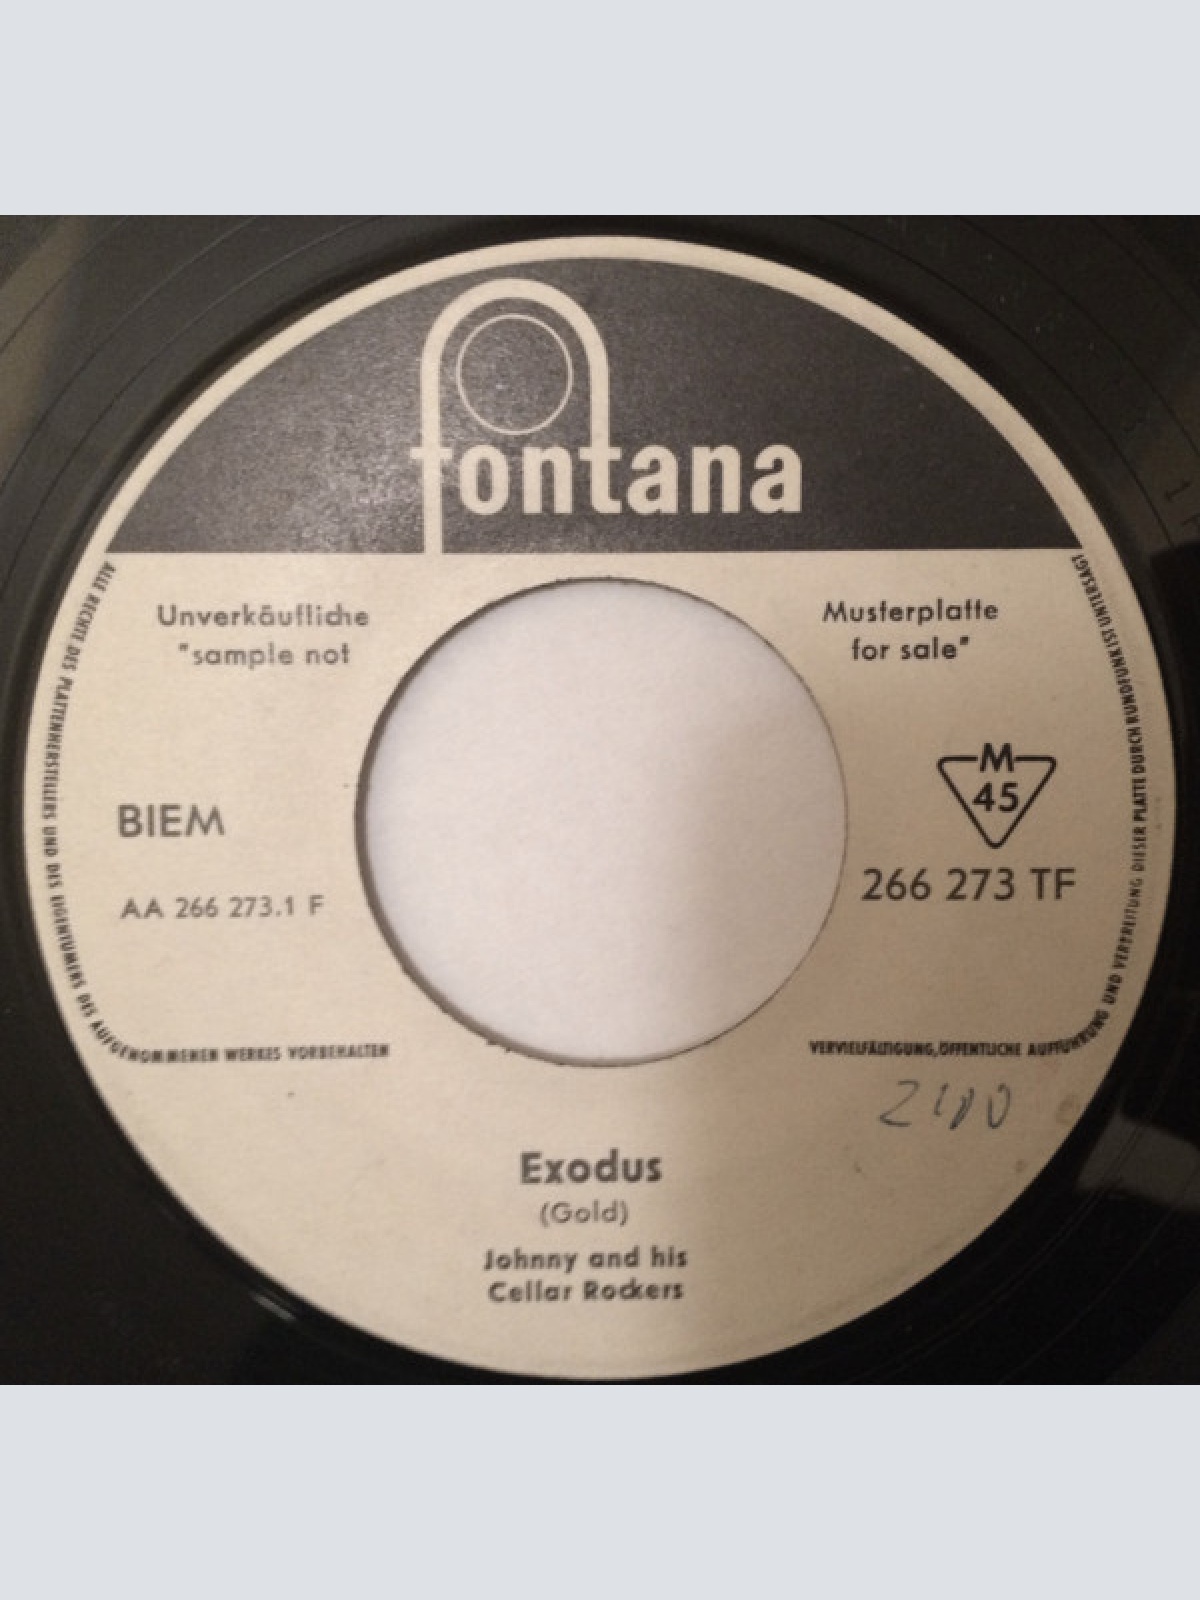 fontana
Unverkäufliche Musterplatte
"sample not for sale"
M
45
BIEM
266 273 TF
AA 266 273.1 F
ALLE RECHTE DES PLATTENHERSTELLERS UND DES EIGENTÜMERS DES AUFGENOMMENEN WERKES VORBEHALTEN
VERVIELFÄLTIGUNG, ÖFFENTLICHE AUFFÜHRUNG UND VERBREITUNG DIESER PLATTE DURCH RUNDFUNK IST UNTERSAGT
Exodus
(Gold)
Johnny and his
Cellar Rockers